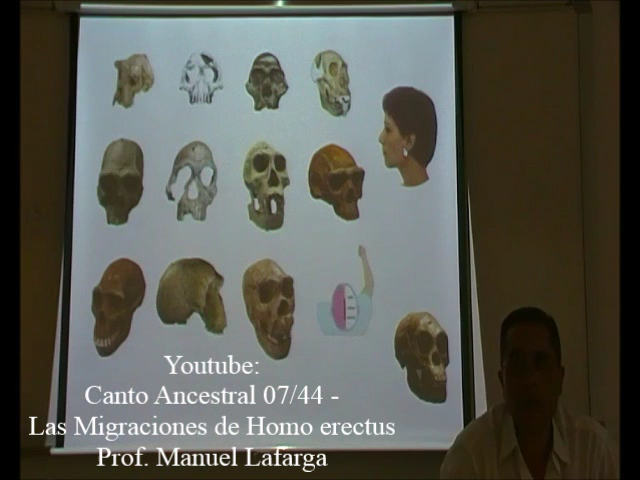 Youtube:
Canto Ancestral 07/44 -
Las Migraciones de Homo erectus
Prof. Manuel Lafarga